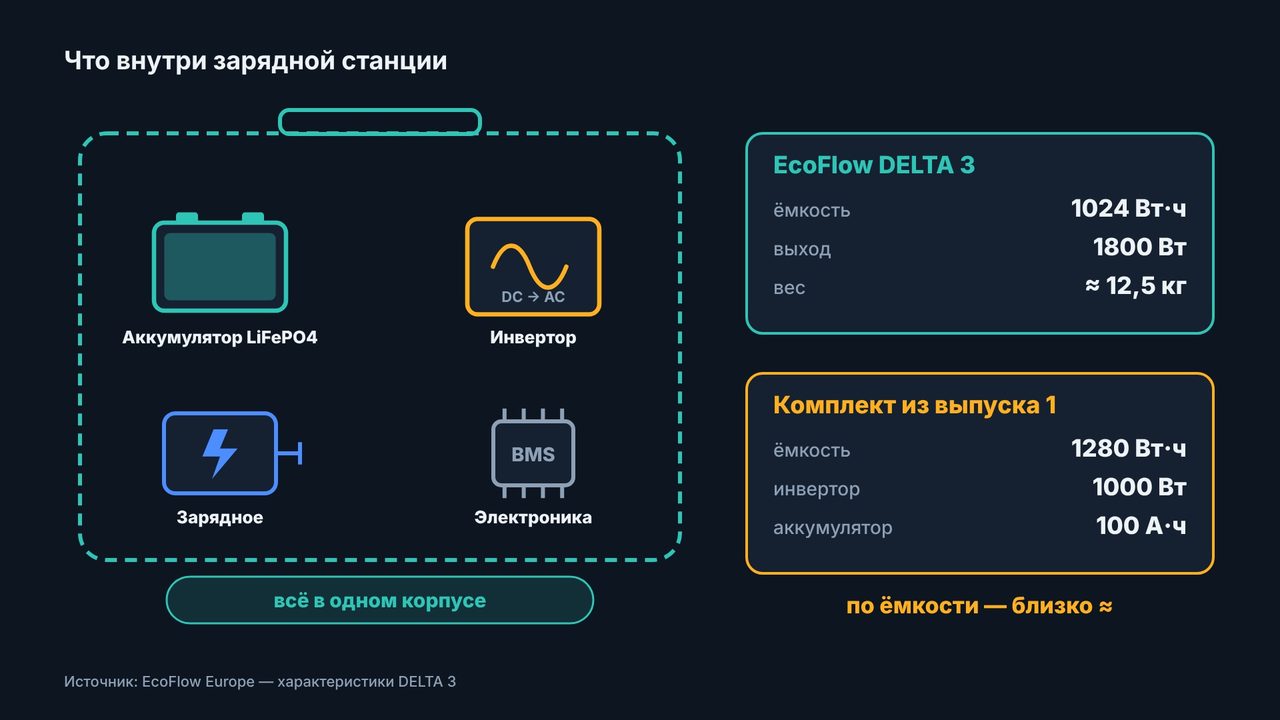 Что внутри зарядной станции
DC → AC
Аккумулятор LiFePO4
Инвертор
BMS
Зарядное
Электроника
всё в одном корпусе
EcoFlow DELTA 3
ёмкость 1024 Вт·ч
выход 1800 Вт
вес ≈ 12,5 кг
Комплект из выпуска 1
ёмкость 1280 Вт·ч
инвертор 1000 Вт
аккумулятор 100 А·ч
по ёмкости — близко ≈
Источник: EcoFlow Europe — характеристики DELTA 3